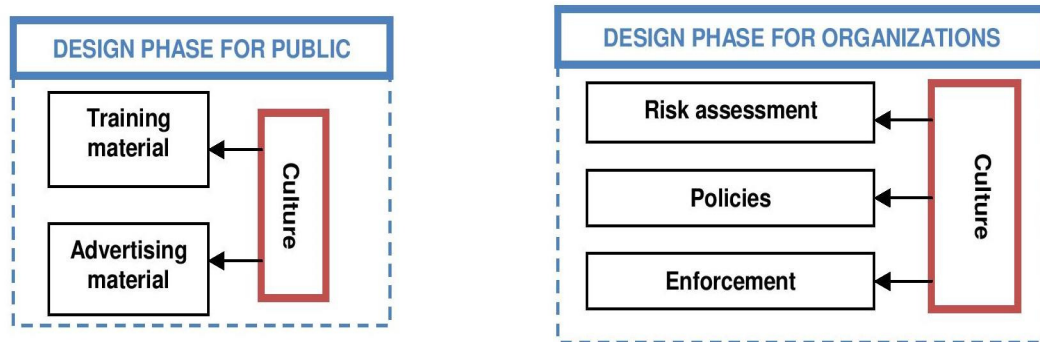 DESIGN PHASE FOR PUBLIC
Training
material
Culture
Advertising
material
DESIGN PHASE FOR ORGANIZATIONS
Risk assessment
Policies
Culture
Enforcement